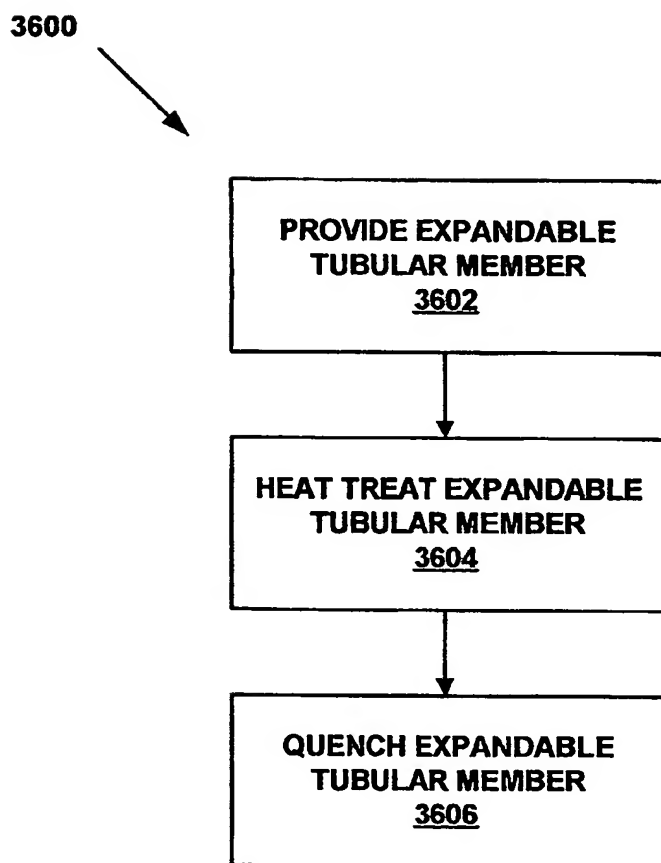 3600
PROVIDE EXPANDABLE
TUBULAR MEMBER
3602
HEAT TREAT EXPANDABLE
TUBULAR MEMBER
3604
QUENCH EXPANDABLE
TUBULAR MEMBER
3606